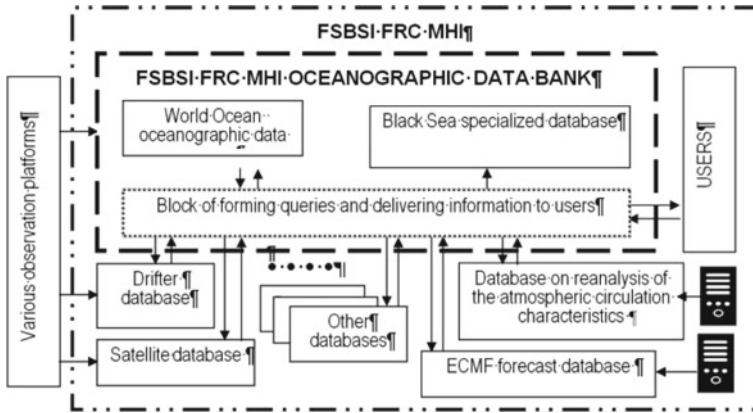 FSBSI·FRC·MHI¶
FSBSI·FRC·MHI·OCEANOGRAPHIC·DATA·BANK¶
World·Ocean··
oceanographic·data·
¶
Black·Sea·specialized·database¶
Various·observation·platforms¶
USERS¶
Block·of·forming·queries·and·delivering·information·to·users¶
¶
●·●·●·●¶
Drifter·¶
database¶
Other¶
databases¶
Database·on·reanalysis·of·
the·atmospheric·circulation·
characteristics·¶
Satellite·database·¶
ECMF·forecast·database·¶